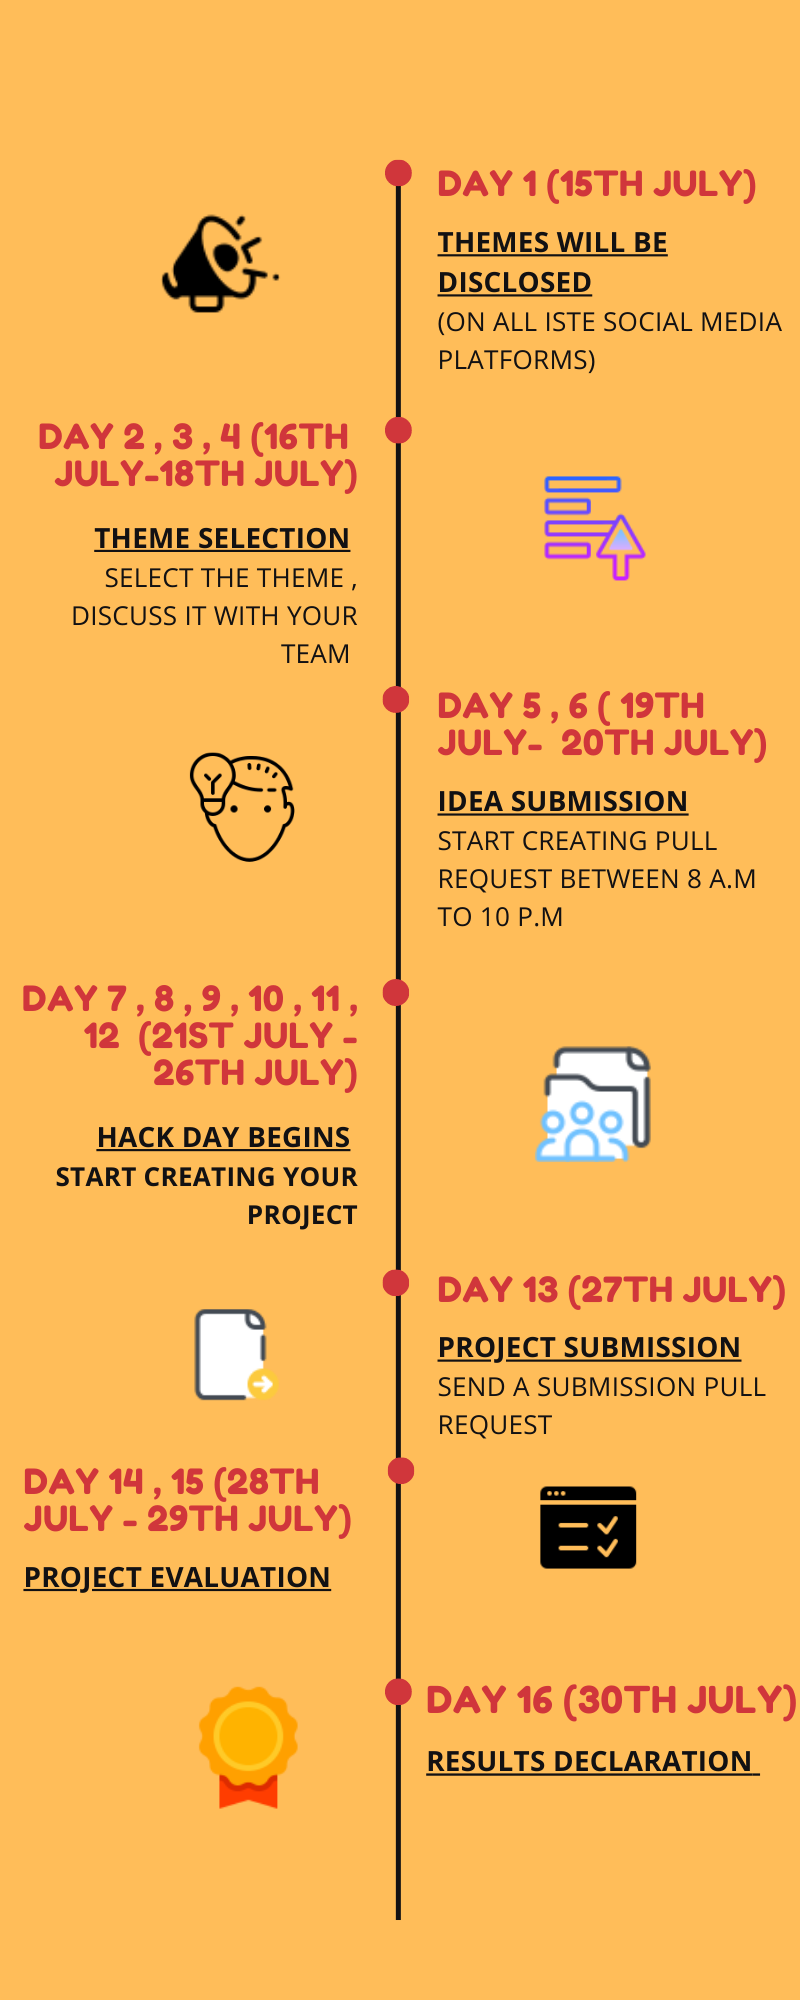 DAY 1 (15TH JULY)
THEMES WILL BE
DISCLOSED
(ON ALL ISTE SOCIAL MEDIA
PLATFORMS)
DAY 2 , 3 , 4 (16TH
JULY-18TH JULY)
THEME SELECTION
SELECT THE THEME ,
DISCUSS IT WITH YOUR
TEAM
DAY 5 , 6 ( 19TH
JULY- 20TH JULY)
IDEA SUBMISSION
START CREATING PULL
REQUEST BETWEEN 8 A.M
TO 10 P.M
DAY 7 , 8 , 9 , 10 , 11 ,
12 (21ST JULY -
26TH JULY)
HACK DAY BEGINS
START CREATING YOUR
PROJECT
DAY 13 (27TH JULY)
PROJECT SUBMISSION
SEND A SUBMISSION PULL
REQUEST
DAY 14 , 15 (28TH
JULY - 29TH JULY)
PROJECT EVALUATION
DAY 16 (30TH JULY)
RESULTS DECLARATION